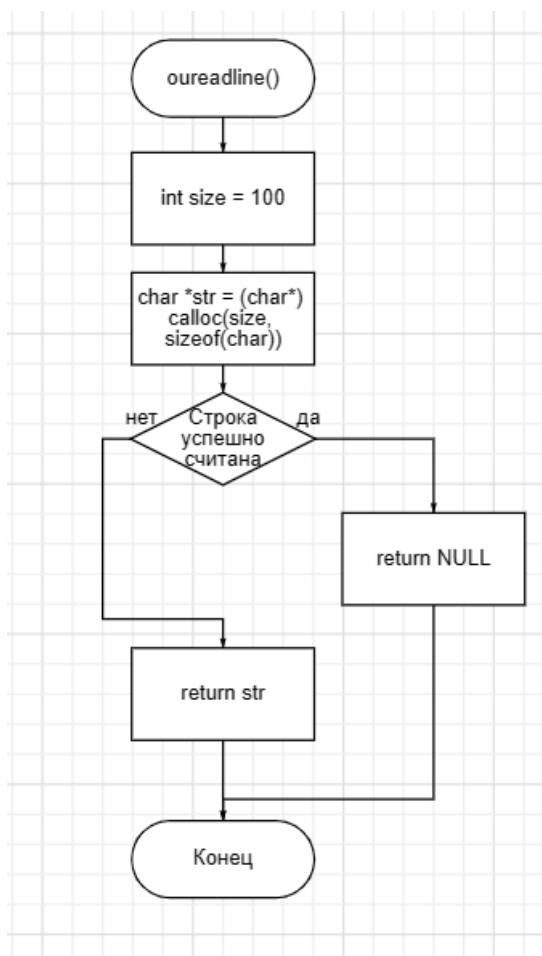 oureadline()
int size = 100
char *str = (char*)
calloc(size,
sizeof(char))
нет
Строка
успешно
считана
да
return NULL
return str
Конец